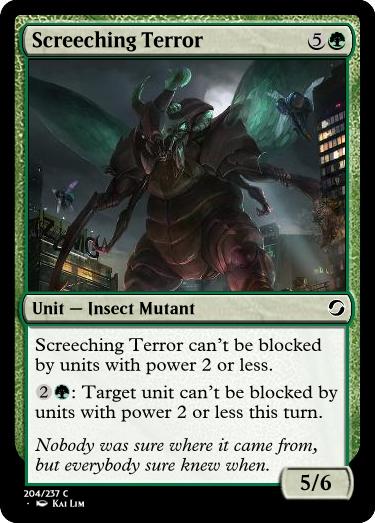 Screeching Terror 5
Unit — Insect Mutant
Screeching Terror can't be blocked
by units with power 2 or less.
2 : Target unit can't be blocked by
units with power 2 or less this turn.
Nobody was sure where it came from,
but everybody sure knew when.
5/6
204/237 C
· Kai Lim